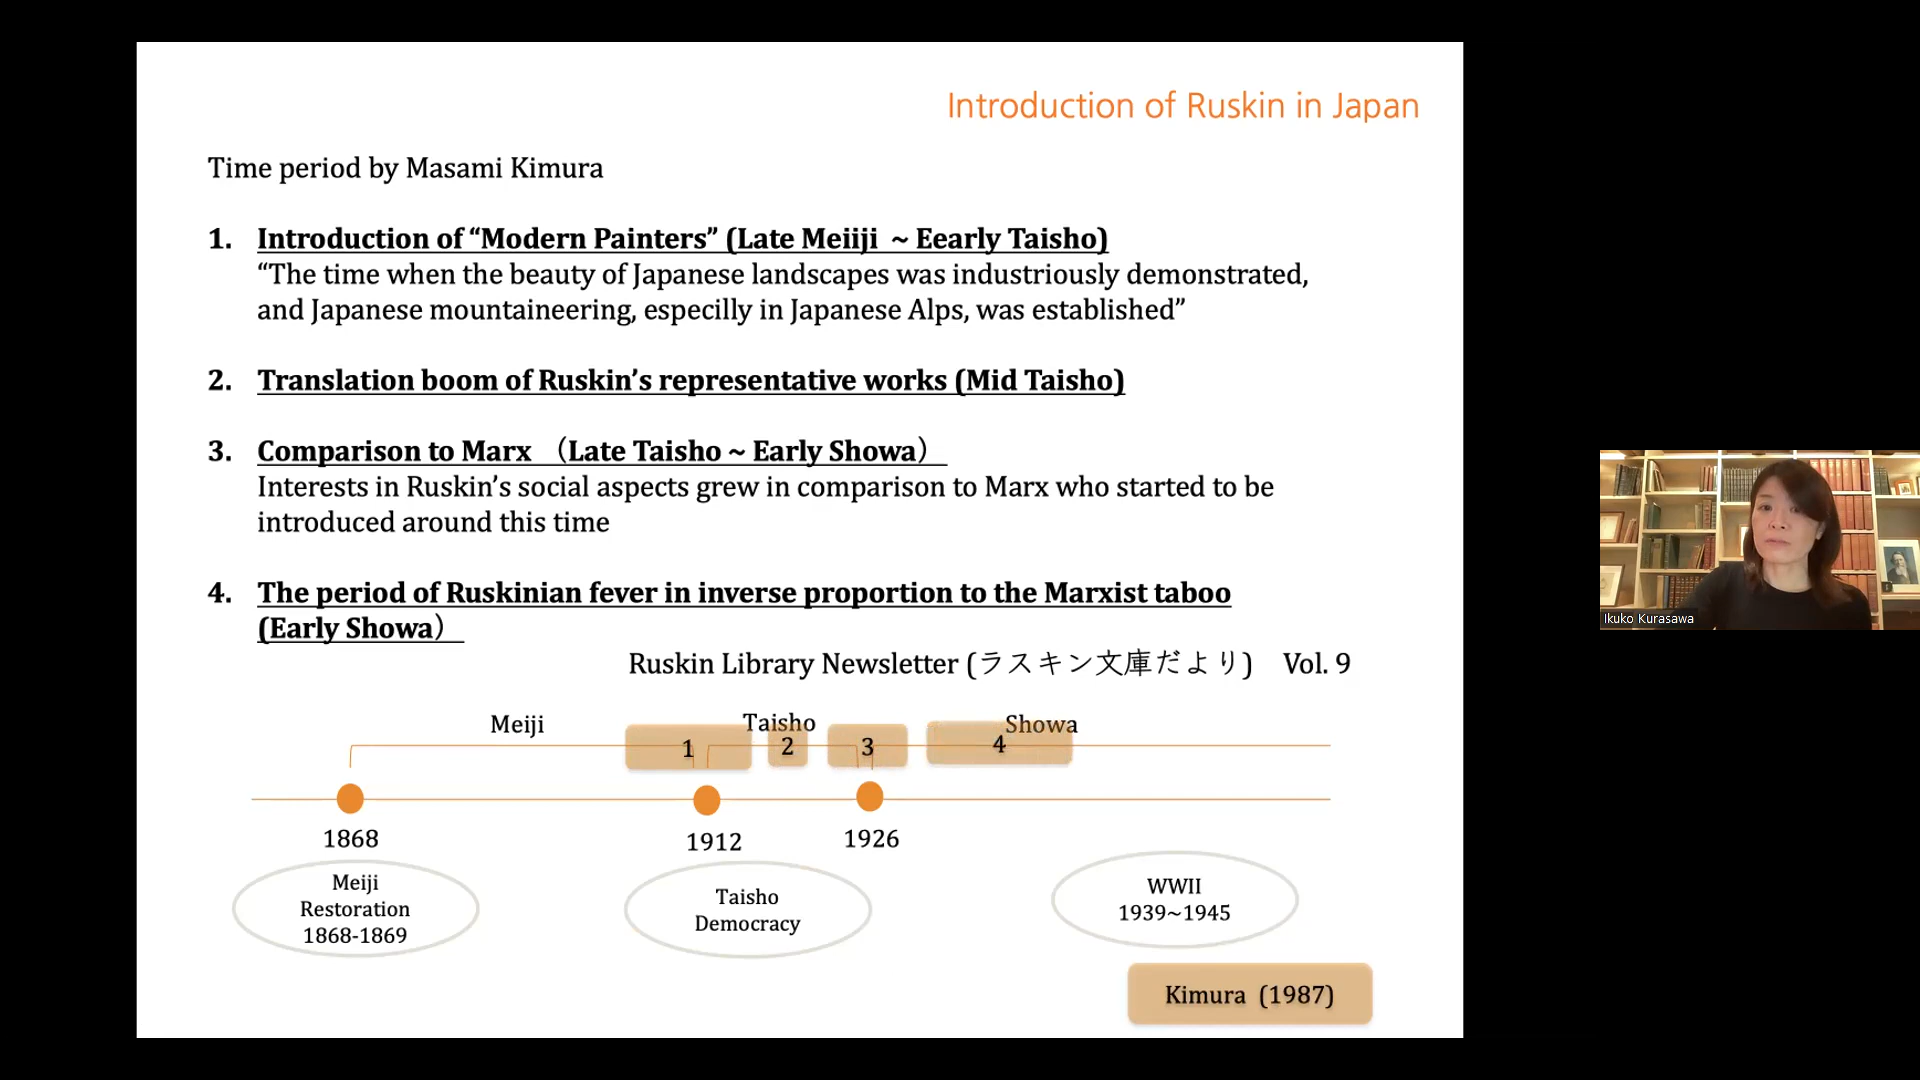 Introduction of Ruskin in Japan
Time period by Masami Kimura
1. Introduction of “Modern Painters” (Late Meiiji ~ Eearly Taisho)
“The time when the beauty of Japanese landscapes was industriously demonstrated,
and Japanese mountaineering, especilly in Japanese Alps, was established”
2. Translation boom of Ruskin’s representative works (Mid Taisho)
3. Comparison to Marx （Late Taisho ~ Early Showa）
Interests in Ruskin’s social aspects grew in comparison to Marx who started to be
introduced around this time
4. The period of Ruskinian fever in inverse proportion to the Marxist taboo
(Early Showa）
Ruskin Library Newsletter (ラスキン文庫だより) Vol. 9
Meiji
Taisho
Showa
1
2
3
4
1868
1912
1926
Meiji
Restoration
1868-1869
Taisho
Democracy
WWII
1939~1945
Kimura (1987)
Ikuko Kurasawa